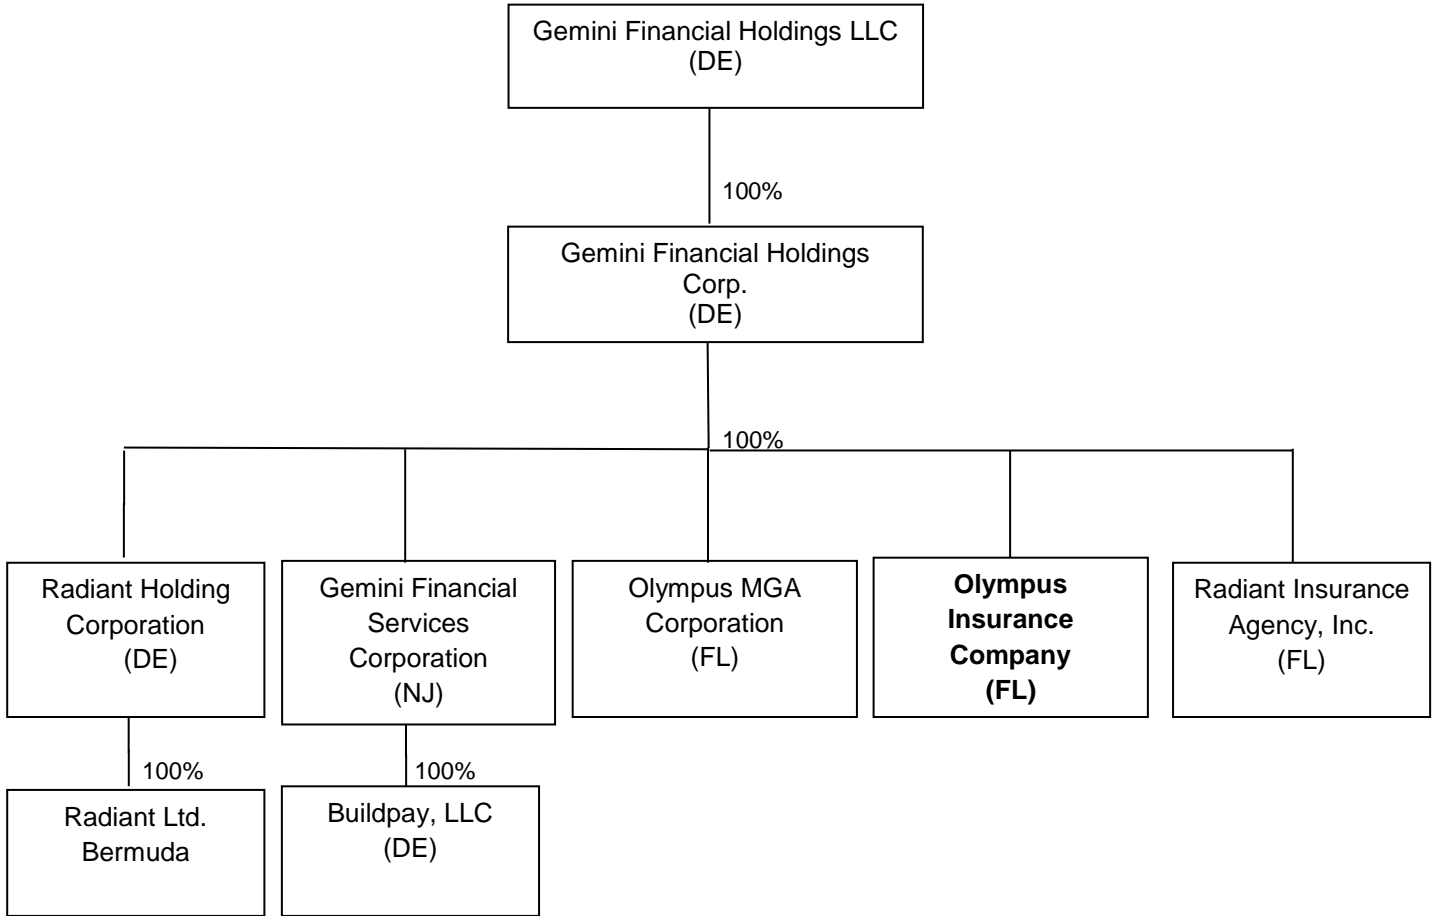 Gemini Financial Holdings LLC
(DE)
100%
Gemini Financial Holdings
Corp.
(DE)
100%
Radiant Holding
Corporation
(DE)
Gemini Financial
Services
Corporation
(NJ)
Olympus MGA
Corporation
(FL)
Olympus
Insurance
Company
(FL)
Radiant Insurance
Agency, Inc.
(FL)
100%
100%
Radiant Ltd.
Bermuda
Buildpay, LLC
(DE)